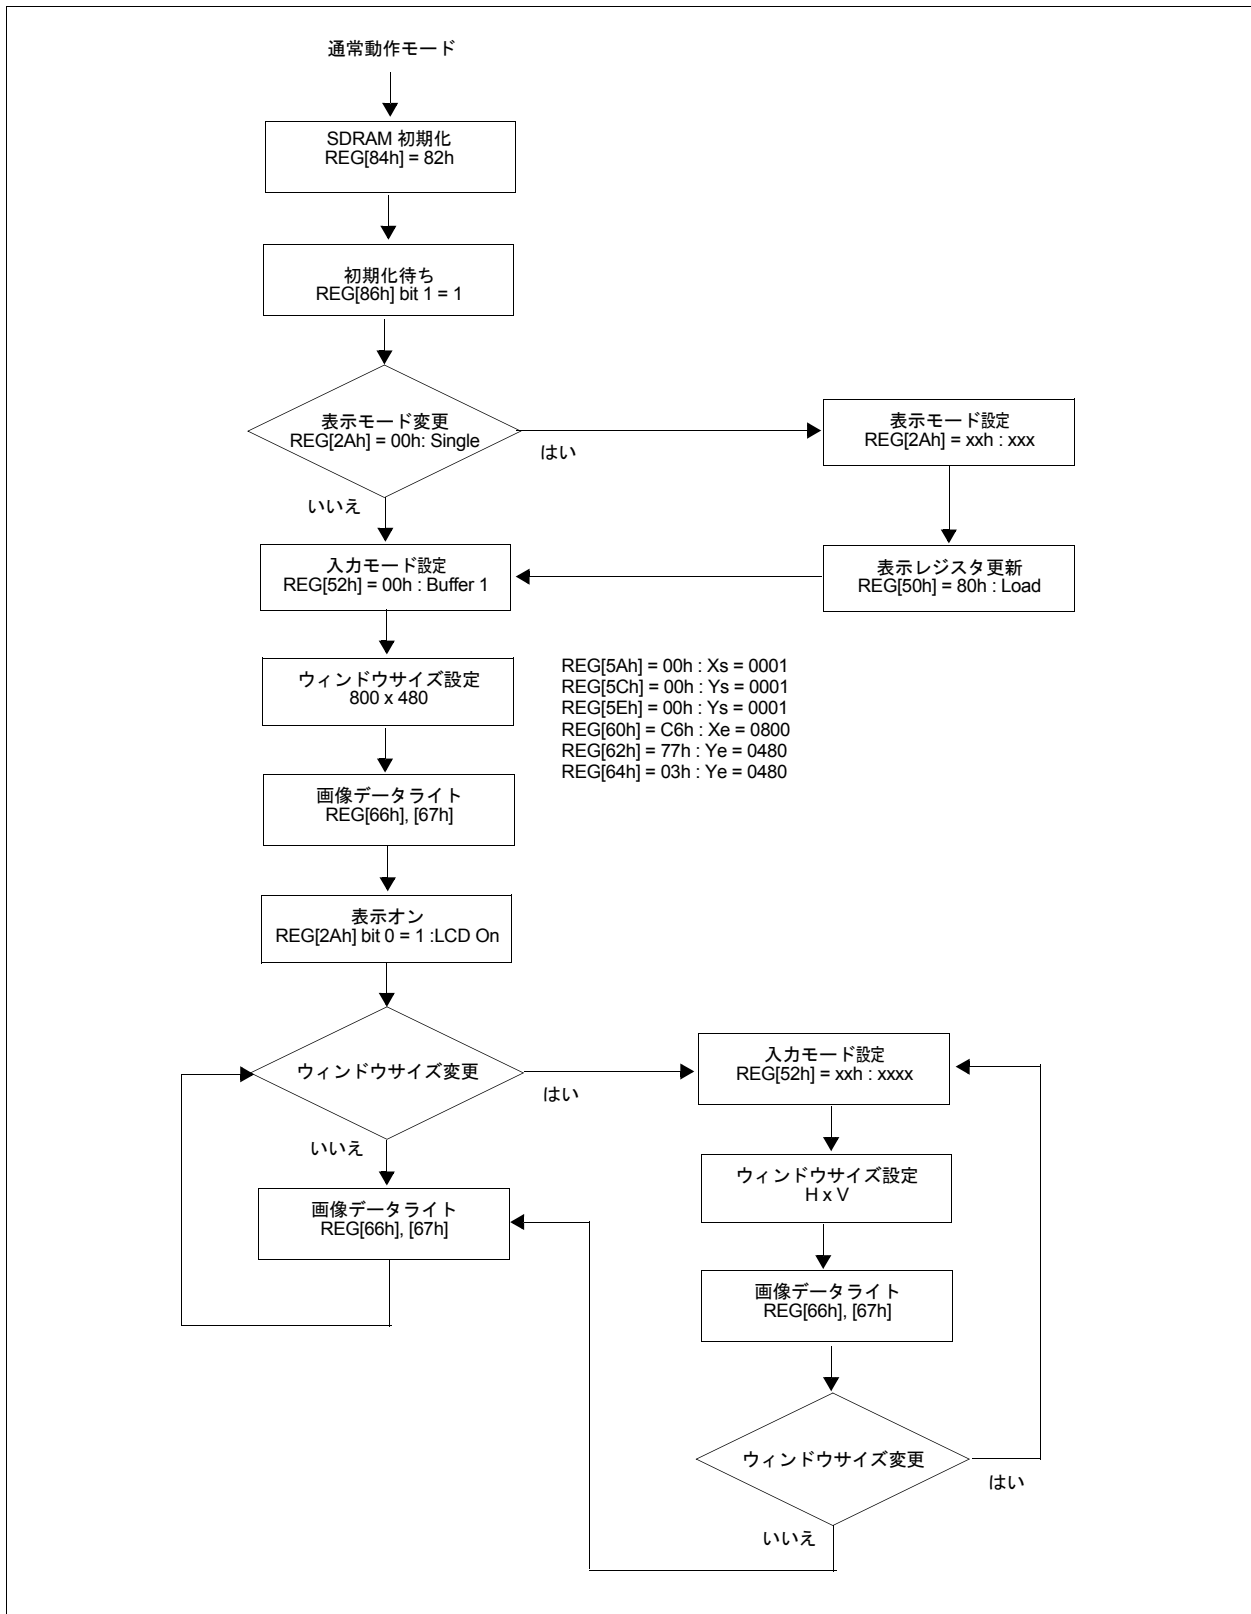 通常動作モード
SDRAM 初期化
REG[84h] = 82h
初期化待ち
REG[86h] bit 1 = 1
表示モード変更
REG[2Ah] = 00h: Single
はい
いいえ
表示モード設定
REG[2Ah] = xxh : xxx
表示レジスタ更新
REG[50h] = 80h : Load
入力モード設定
REG[52h] = 00h : Buffer 1
ウィンドウサイズ設定
800 x 480
REG[5Ah] = 00h : Xs = 0001
REG[5Ch] = 00h : Ys = 0001
REG[5Eh] = 00h : Ys = 0001
REG[60h] = C6h : Xe = 0800
REG[62h] = 77h : Ye = 0480
REG[64h] = 03h : Ye = 0480
画像データライト
REG[66h], [67h]
表示オン
REG[2Ah] bit 0 = 1 :LCD On
ウィンドウサイズ変更
はい
いいえ
画像データライト
REG[66h], [67h]
入力モード設定
REG[52h] = xxh : xxxx
ウィンドウサイズ設定
H x V
画像データライト
REG[66h], [67h]
ウィンドウサイズ変更
はい
いいえ